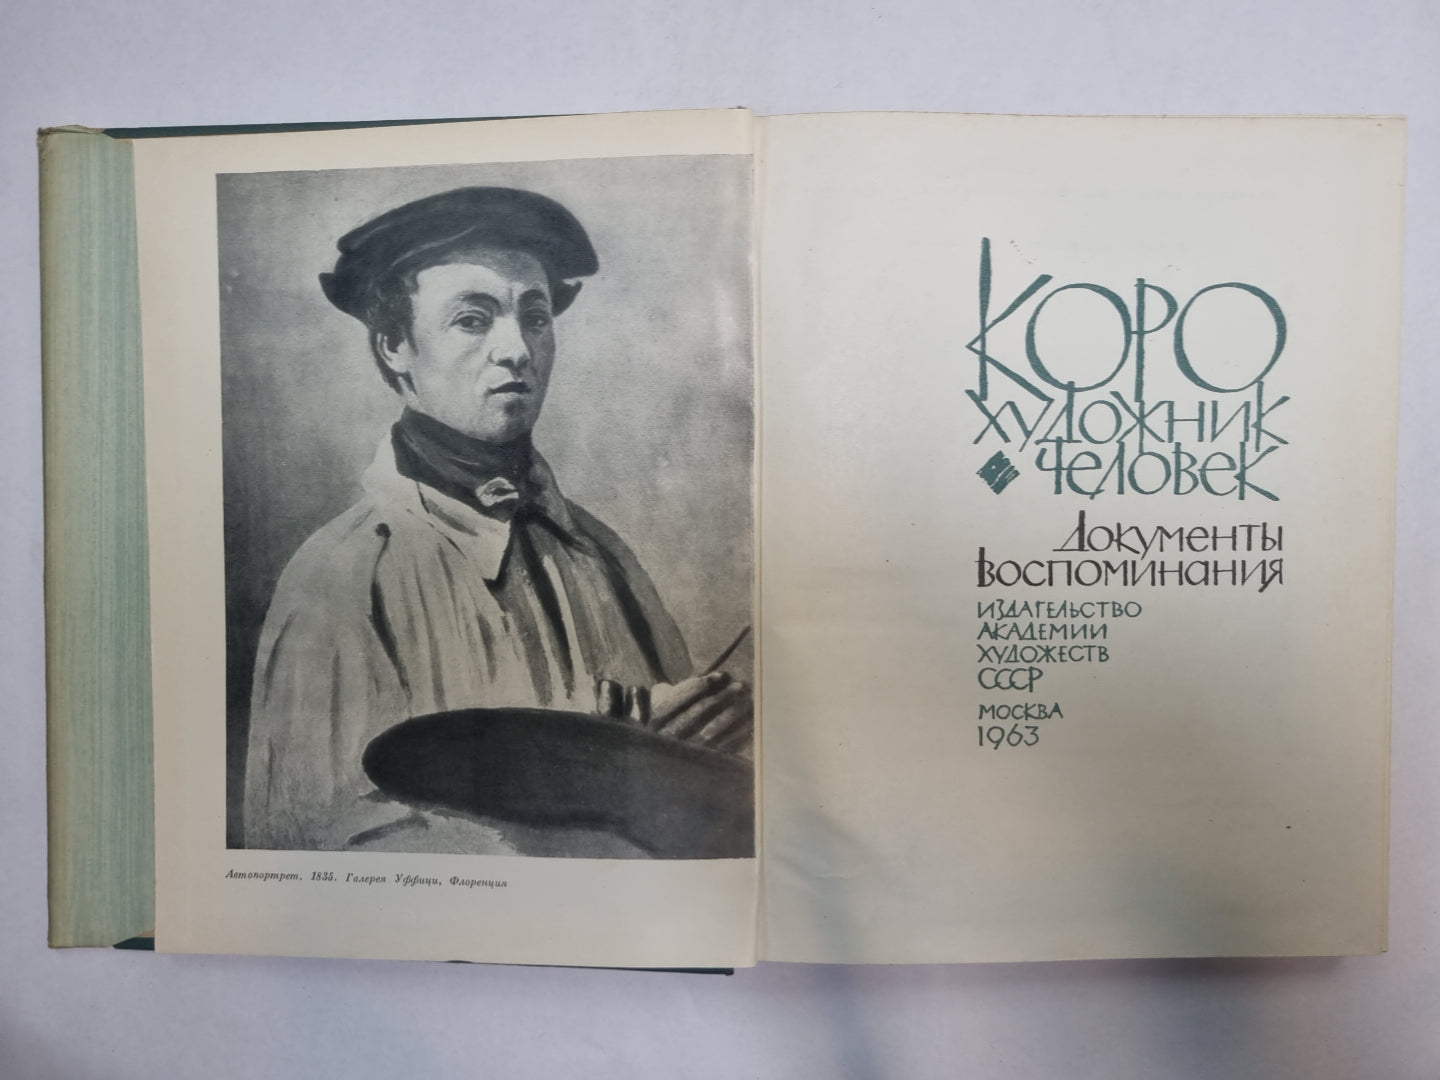 Автопортрет. 1835. Галерея Уффици, Флоренция
КОРО
ХУДОЖНИК
ЧЕЛОВЕК
ДОКУМЕНТЫ
ВОСПОМИНАНИЯ
ИЗДАТЕЛЬСТВО
АКАДЕМИИ
ХУДОЖЕСТВ
СССР
МОСКВА
1963